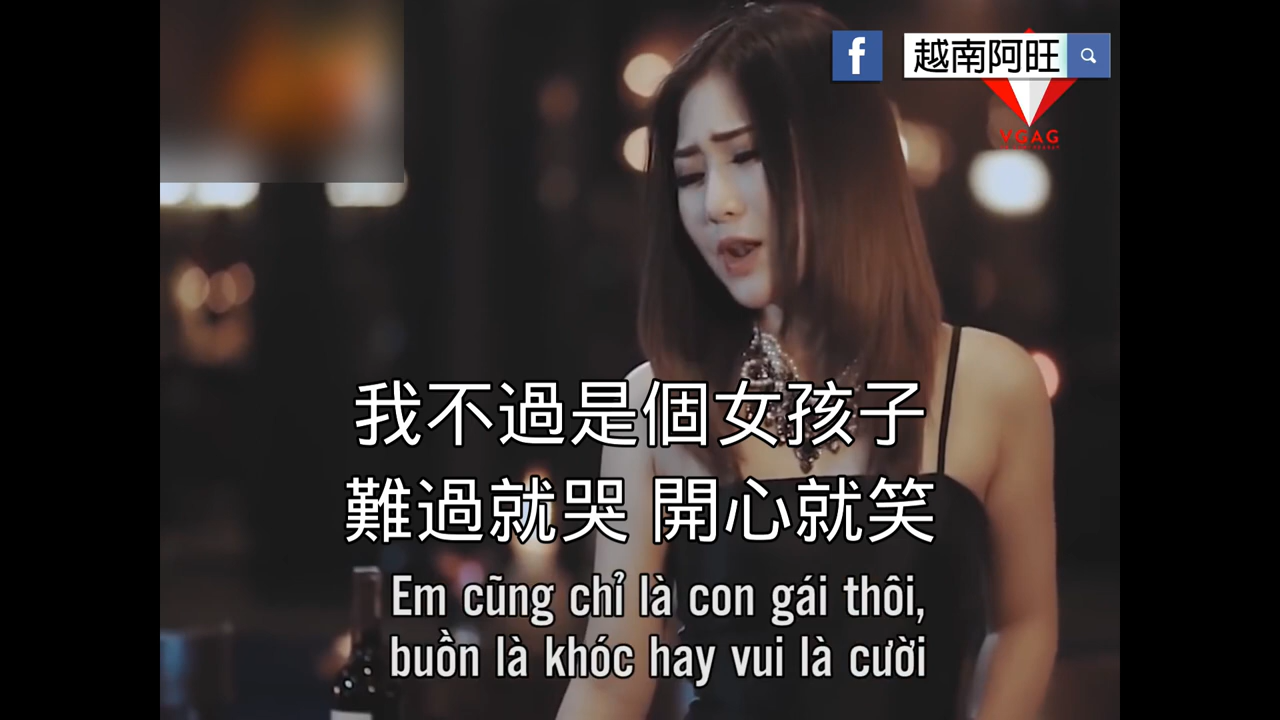 f
越南阿旺
VGAG
我不過是個女孩子
難過就哭 開心就笑
Em cũng chỉ là con gái thôi,
buồn là khóc hay vui là cười